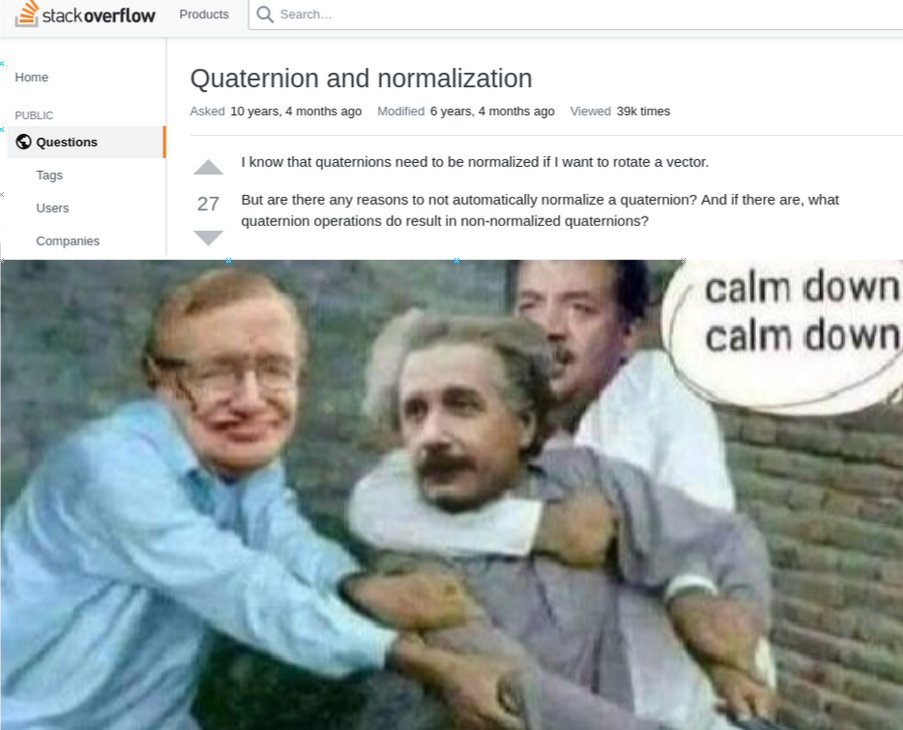 stackoverflow
Products
Search...
Home
PUBLIC
Questions
Tags
Users
Companies
Quaternion and normalization
Asked 10 years, 4 months ago Modified 6 years, 4 months ago Viewed 39k times
27
I know that quaternions need to be normalized if I want to rotate a vector.
But are there any reasons to not automatically normalize a quaternion? And if there are, what
quaternion operations do result in non-normalized quaternions?
calm down
calm down